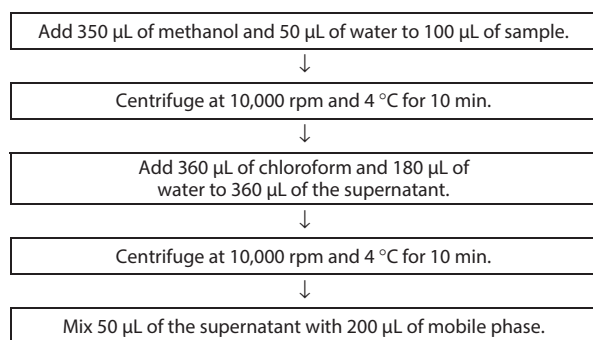 Add 350 µL of methanol and 50 µL of water to 100 µL of sample.
↓
Centrifuge at 10,000 rpm and 4 °C for 10 min.
↓
Add 360 µL of chloroform and 180 µL of
water to 360 µL of the supernatant.
↓
Centrifuge at 10,000 rpm and 4 °C for 10 min.
↓
Mix 50 µL of the supernatant with 200 µL of mobile phase.